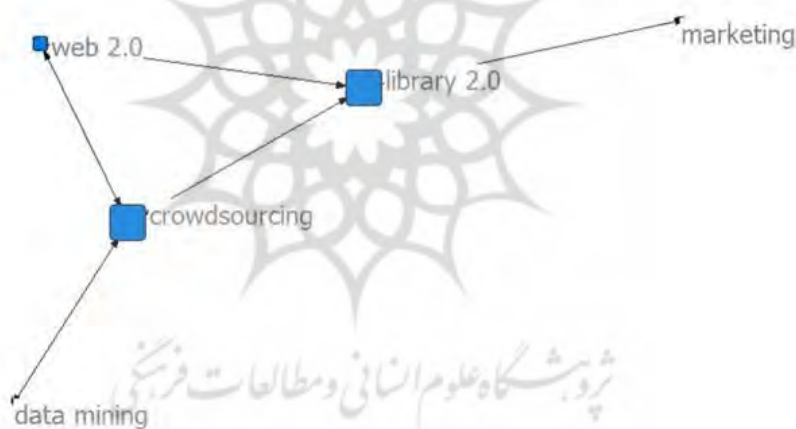 web 2.0
marketing
library 2.0
crowdsourcing
پژوهشگاه علوم انسانی و مطالعات فرهنگی
data mining